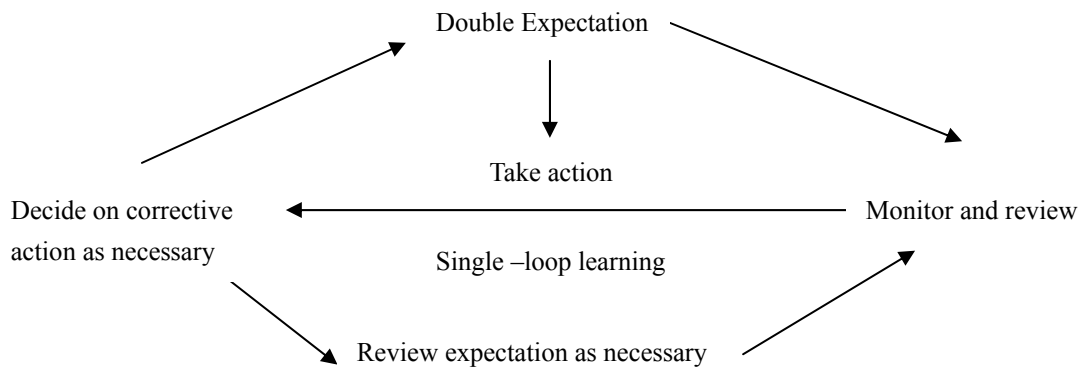 Double Expectation
Take action
Decide on corrective
action as necessary
Monitor and review
Single –loop learning
Review expectation as necessary